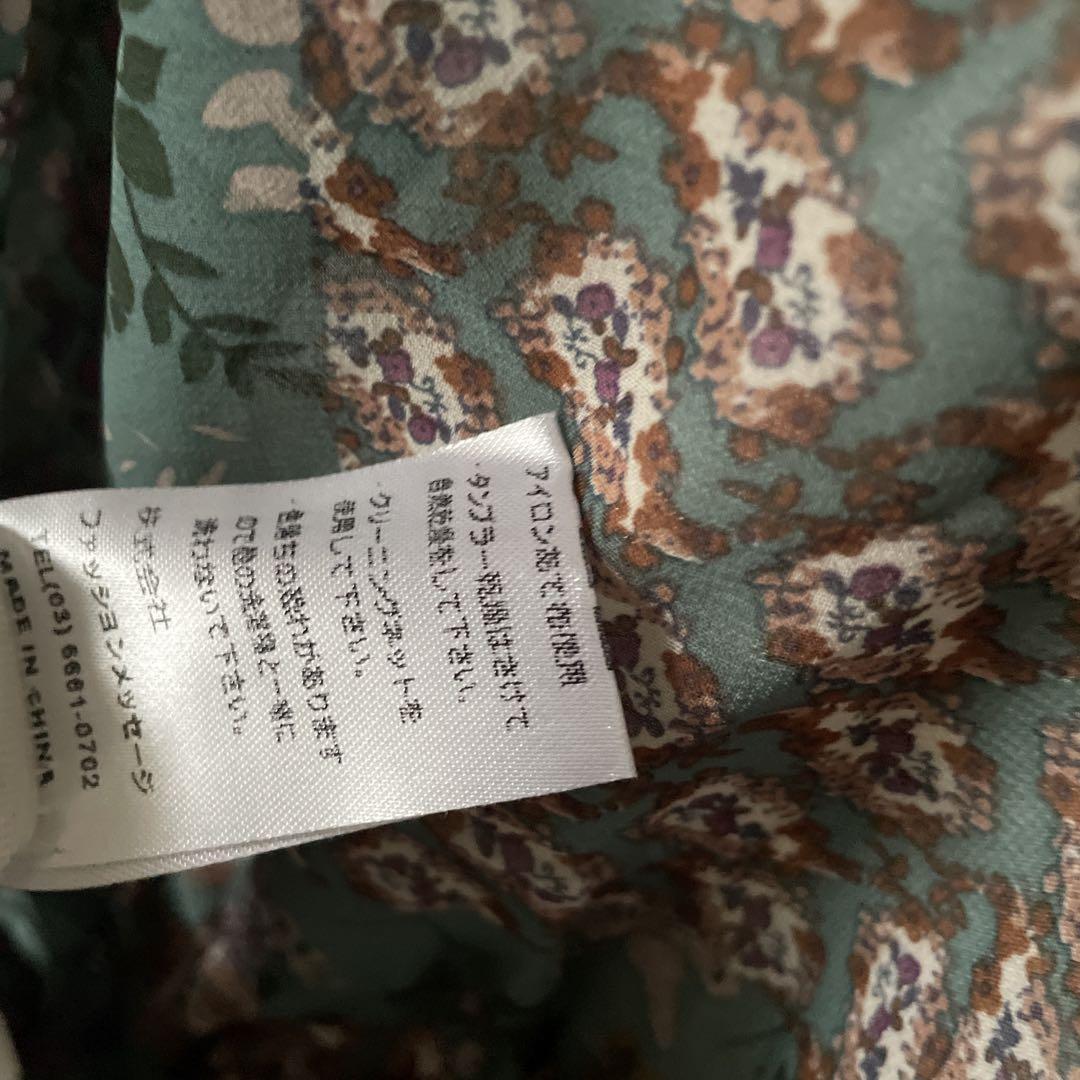 アイロン当て布使用
・タンブラー乾燥はさけて
自然乾燥をして下さい。
・クリーニングネットを
使用して下さい。
・色落ちの恐れがあります
ので他の洗濯物と一緒に
あわないで下さい。
株式会社
ファッションメッセージ
TEL(03)6661-0702
MADE IN CHINA